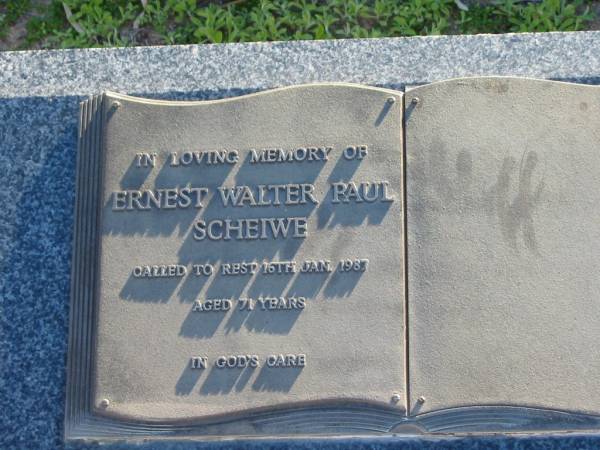 IN LOVING MEMORY OF
ERNEST WALTER PAUL
SCHEIWE
CALLED TO REST 16TH JAN. 1987
AGED 71 YEARS
IN GOD'S CARE